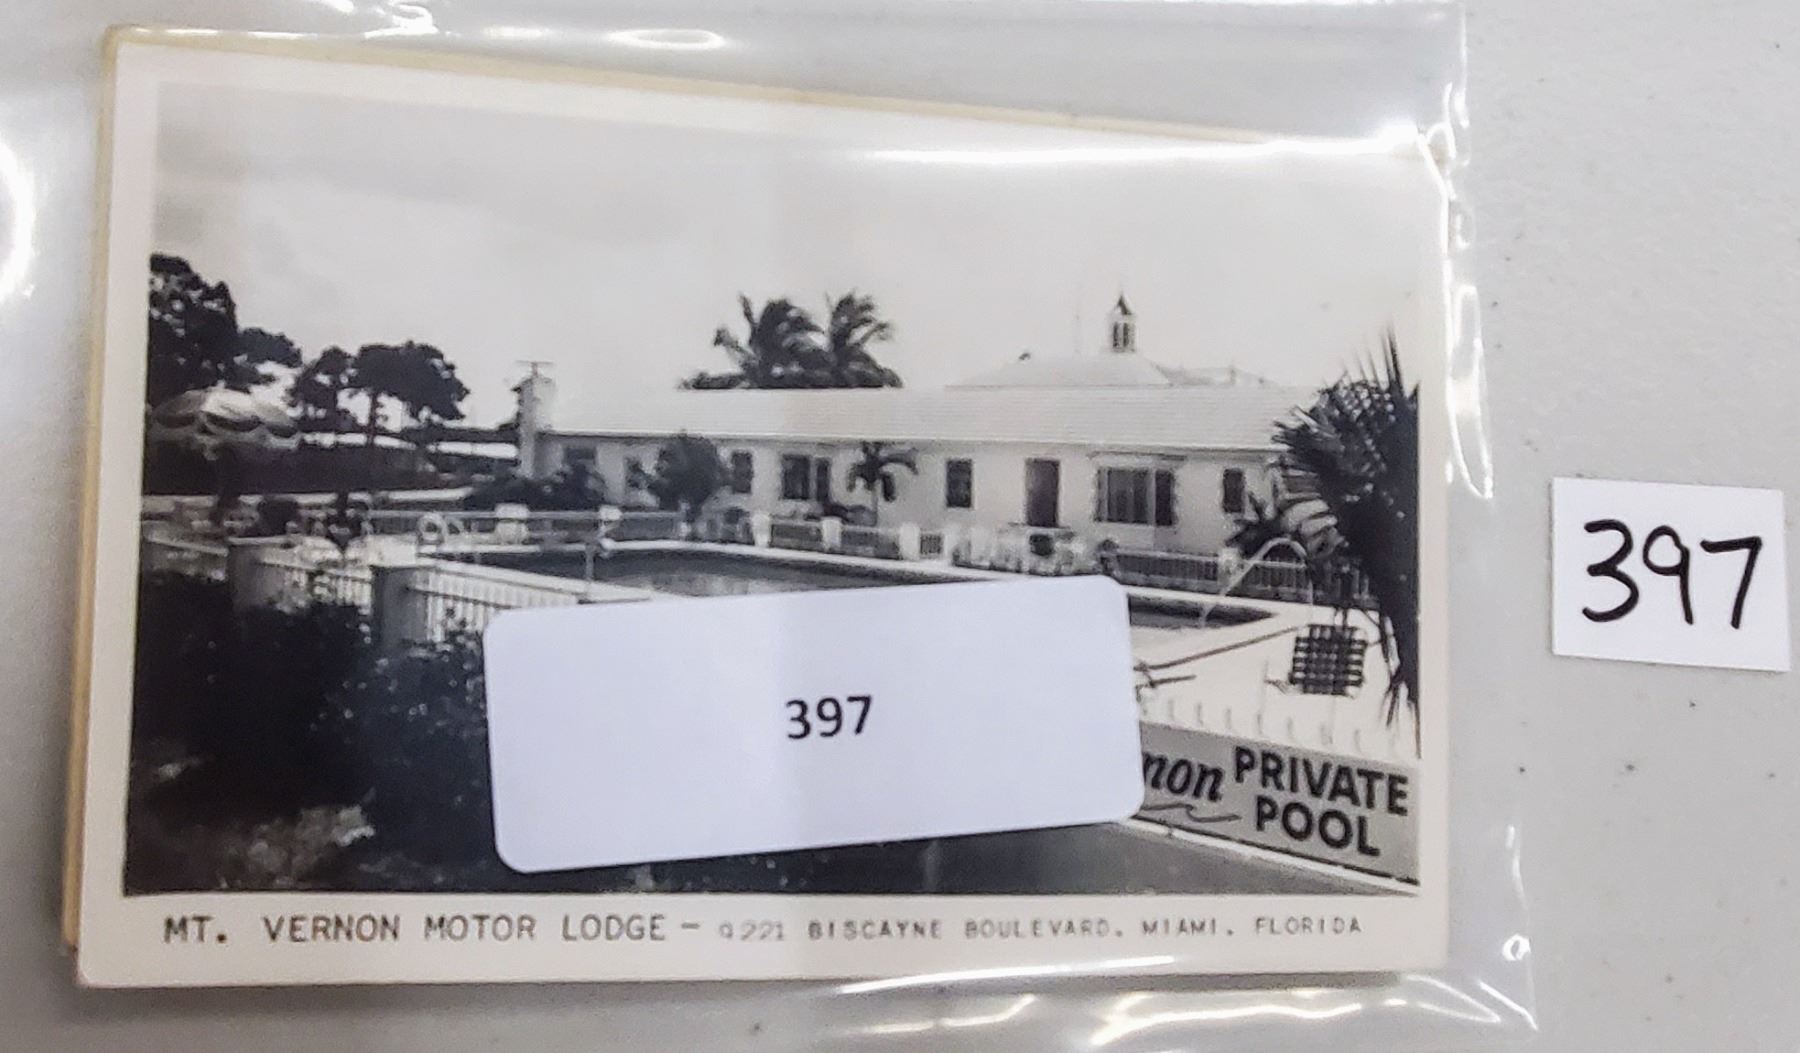 397
397
non PRIVATE
POOL
MT. VERNON MOTOR LODGE - 9221 BISCAYNE BOULEVARD. MIAMI. FLORIDA